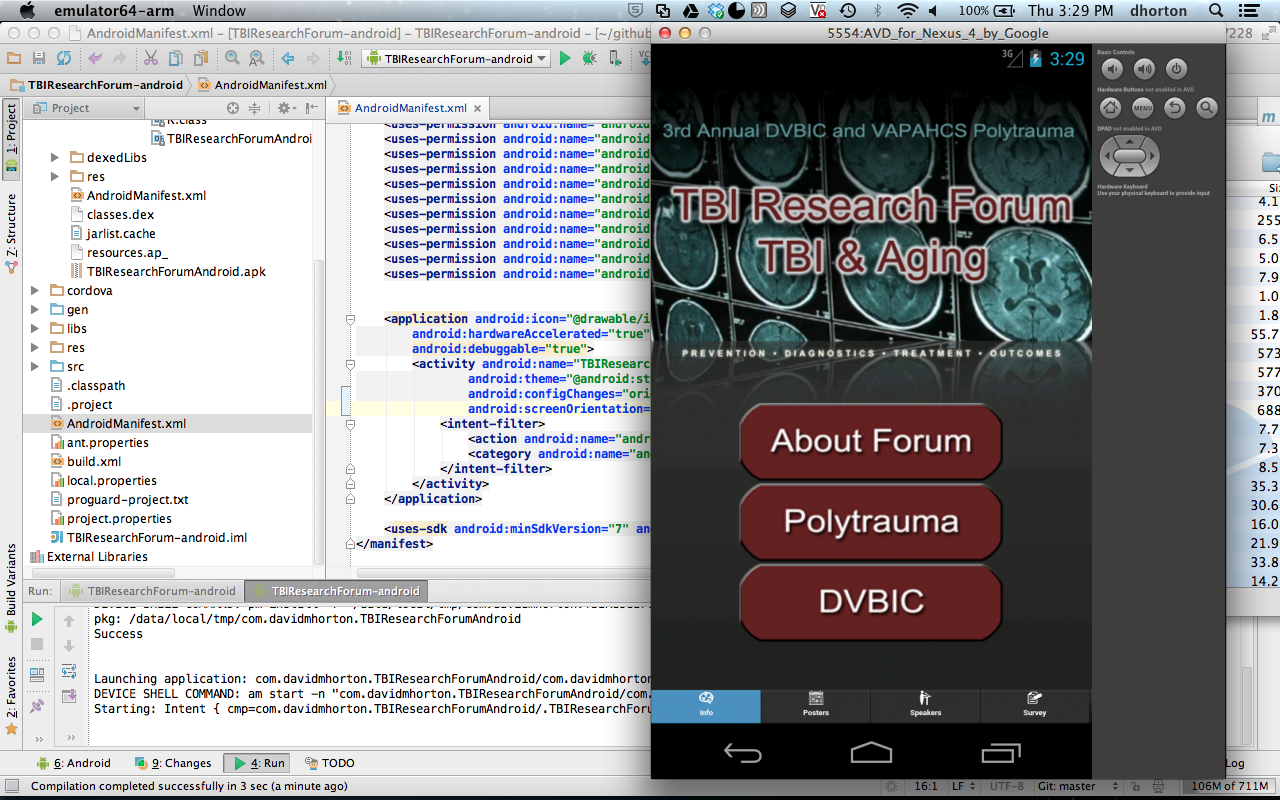 emulator64-arm Window
100% Thu 3:29 PM dhorton
AndroidManifest.xml – [TBIResearchForum-android] – TBIResearchForum-android – [~/github
TBIResearchForum-android
TBIResearchForum-android AndroidManifest.xml
1: Project
Z: Structure
Build Variants
2: Favorites
Project
R.class
TBIResearchForumAndroi
dexedLibs
res
AndroidManifest.xml
classes.dex
jarlist.cache
resources.ap_
TBIResearchForumAndroid.apk
cordova
gen
libs
res
src
.classpath
.project
AndroidManifest.xml
ant.properties
build.xml
local.properties
proguard-project.txt
project.properties
TBIResearchForum-android.iml
External Libraries
AndroidManifest.xml
<uses-permission android:name="android
<uses-permission android:name="android
<uses-permission android:name="android
<uses-permission android:name="android
<uses-permission android:name="android
<uses-permission android:name="android
<uses-permission android:name="android
<uses-permission android:name="android
<uses-permission android:name="android
<uses-permission android:name="android
<uses-permission android:name="android
<application android:icon="@drawable/i
android:hardwareAccelerated="true"
android:debuggable="true">
<activity android:name="TBIResea
android:theme="@android:st
android:configChanges="ori
android:screenOrientation=
<intent-filter>
<action android:name="andr
<category android:name="an
</intent-filter>
</activity>
</application>
<uses-sdk android:minSdkVersion="7" an
</manifest>
Run: TBIResearchForum-android TBIResearchForum-android
pkg: /data/local/tmp/com.davidmhorton.TBIResearchForumAndroid
Success
Launching application: com.davidmhorton.TBIResearchForumAndroid/com.davidmhorton
DEVICE SHELL COMMAND: am start -n "com.davidmhorton.TBIResearchForumAndroid/com.
Starting: Intent { cmp=com.davidmhorton.TBIResearchForumAndroid/.TBIResearchForu
6: Android 9: Changes 4: Run TODO
Compilation completed successfully in 3 sec (a minute ago)
5554:AVD_for_Nexus_4_by_Google
3G 3:29
3rd Annual DVBIC and VAPAHCS Polytrauma
TBI Research Forum
TBI & Aging
PREVENTION • DIAGNOSTICS • TREATMENT • OUTCOMES
About Forum
Polytrauma
DVBIC
Info Posters Speakers Survey
Basic Controls
Hardware Buttons not enabled in AVD
MENU
DPAD not enabled in AVD
Hardware Keyboard
Use your physical keyboard to provide input
7228
m
Siz
4.1
255
6.5
5.0
7.9
1.0
1.8
55.7
573
577
370
688
7.7
7.3
8.5
35.3
30.6
16.0
21.9
33.8
14.2
Log
16:1 LF UTF-8 Git: master 106M of 711M